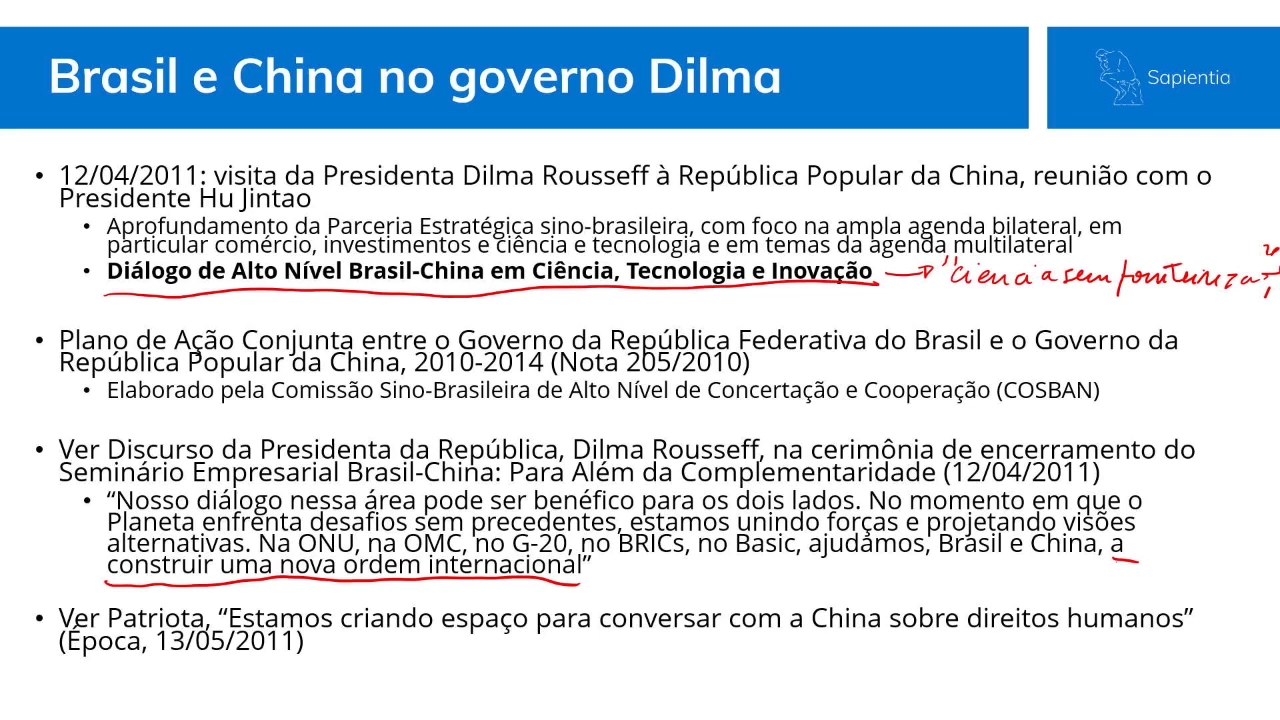 Brasil e China no governo Dilma
Sapientia
• 12/04/2011: visita da Presidenta Dilma Rousseff à República Popular da China, reunião com o
Presidente Hu Jintao
• Aprofundamento da Parceria Estratégica sino-brasileira, com foco na ampla agenda bilateral, em
particular comércio, investimentos e ciência e tecnologia e em temas da agenda multilateral
• Diálogo de Alto Nível Brasil-China em Ciência, Tecnologia e Inovação → "Ciencia sem
• Plano de Ação Conjunta entre o Governo da República Federativa do Brasil e o Governo da
República Popular da China, 2010-2014 (Nota 205/2010)
• Elaborado pela Comissão Sino-Brasileira de Alto Nível de Concertação e Cooperação (COSBAN)
• Ver Discurso da Presidenta da República, Dilma Rousseff, na cerimônia de encerramento do
Seminário Empresarial Brasil-China: Para Além da Complementaridade (12/04/2011)
• “Nosso diálogo nessa área pode ser benéfico para os dois lados. No momento em que o
Planeta enfrenta desafios sem precedentes, estamos unindo forças e projetando visões
alternativas. Na ONU, na OMC, no G-20, no BRICs, no Basic, ajudamos, Brasil e China, a
construir uma nova ordem internacional”
• Ver Patriota, “Estamos criando espaço para conversar com a China sobre direitos humanos”
(Época, 13/05/2011)